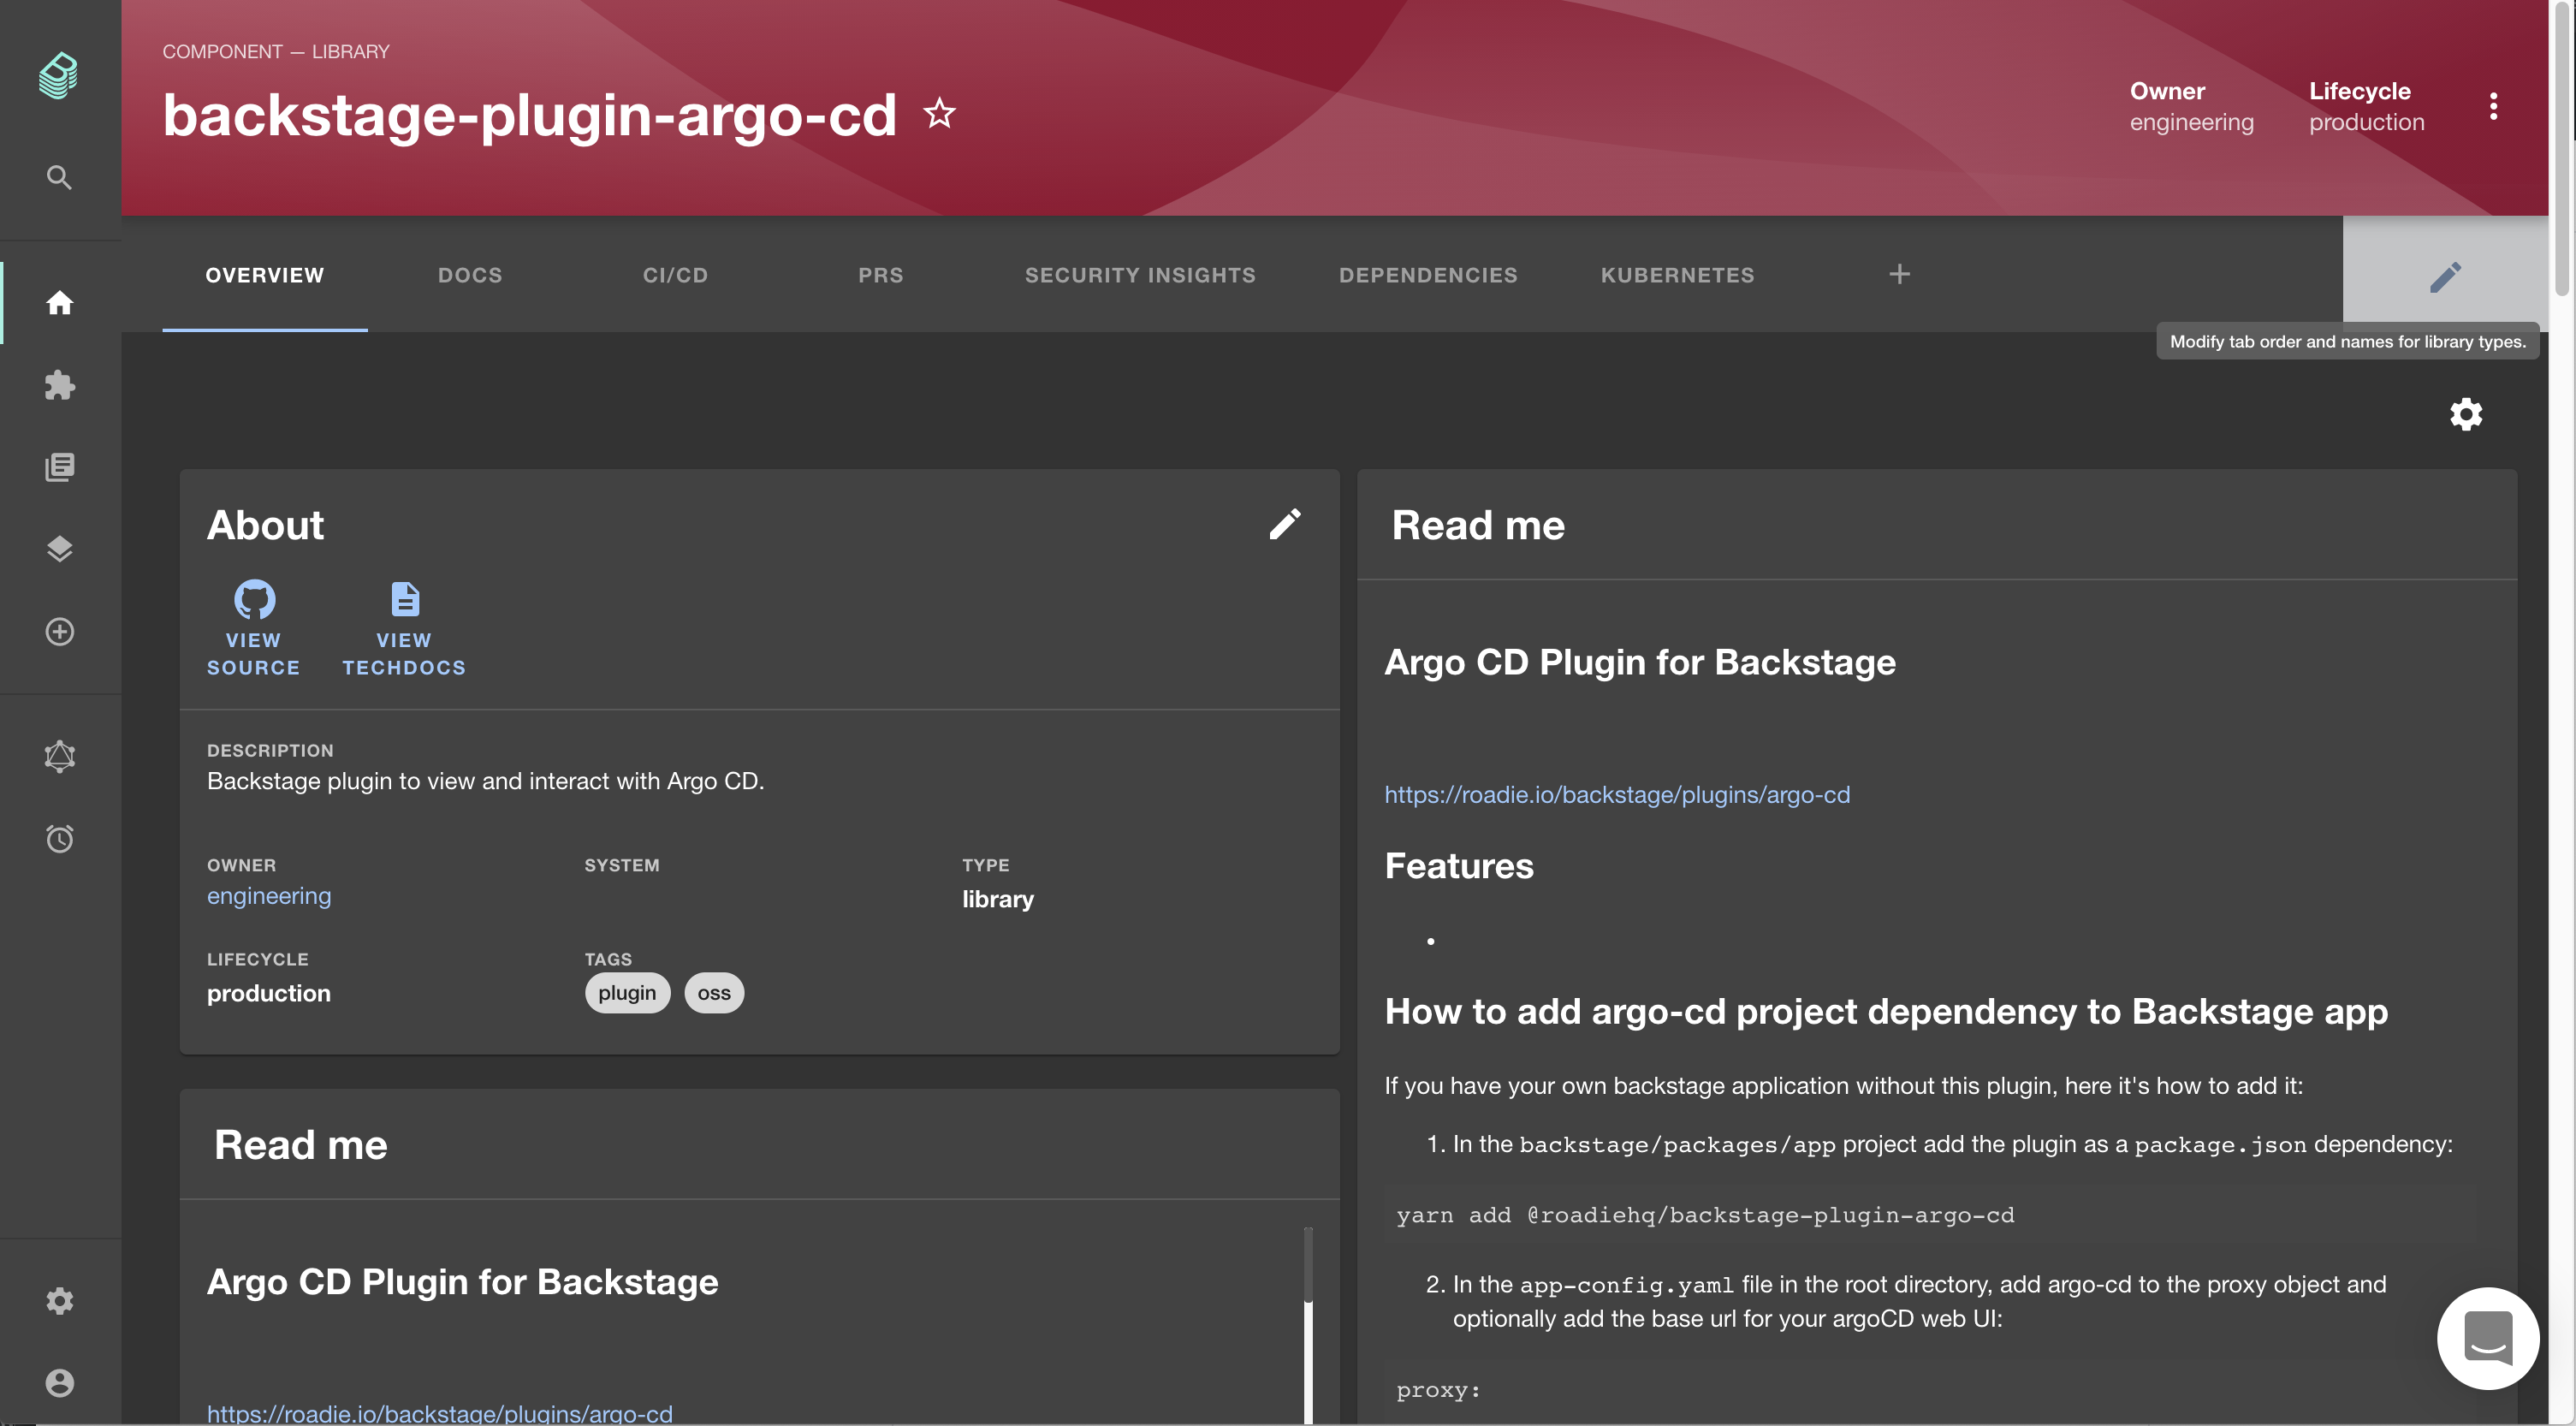 COMPONENT — LIBRARY
backstage-plugin-argo-cd
Owner
engineering
Lifecycle
production
OVERVIEW
DOCS
CI/CD
PRS
SECURITY INSIGHTS
DEPENDENCIES
KUBERNETES
Modify tab order and names for library types.
About
VIEW
SOURCE
VIEW
TECHDOCS
DESCRIPTION
Backstage plugin to view and interact with Argo CD.
OWNER
engineering
SYSTEM
TYPE
library
LIFECYCLE
production
TAGS
plugin
oss
Read me
Argo CD Plugin for Backstage
https://roadie.io/backstage/plugins/argo-cd
Read me
Argo CD Plugin for Backstage
https://roadie.io/backstage/plugins/argo-cd
Features
How to add argo-cd project dependency to Backstage app
If you have your own backstage application without this plugin, here it's how to add it:
1. In the backstage/packages/app project add the plugin as a package.json dependency:
yarn add @roadiehq/backstage-plugin-argo-cd
2. In the app-config.yaml file in the root directory, add argo-cd to the proxy object and
optionally add the base url for your argoCD web UI:
proxy: